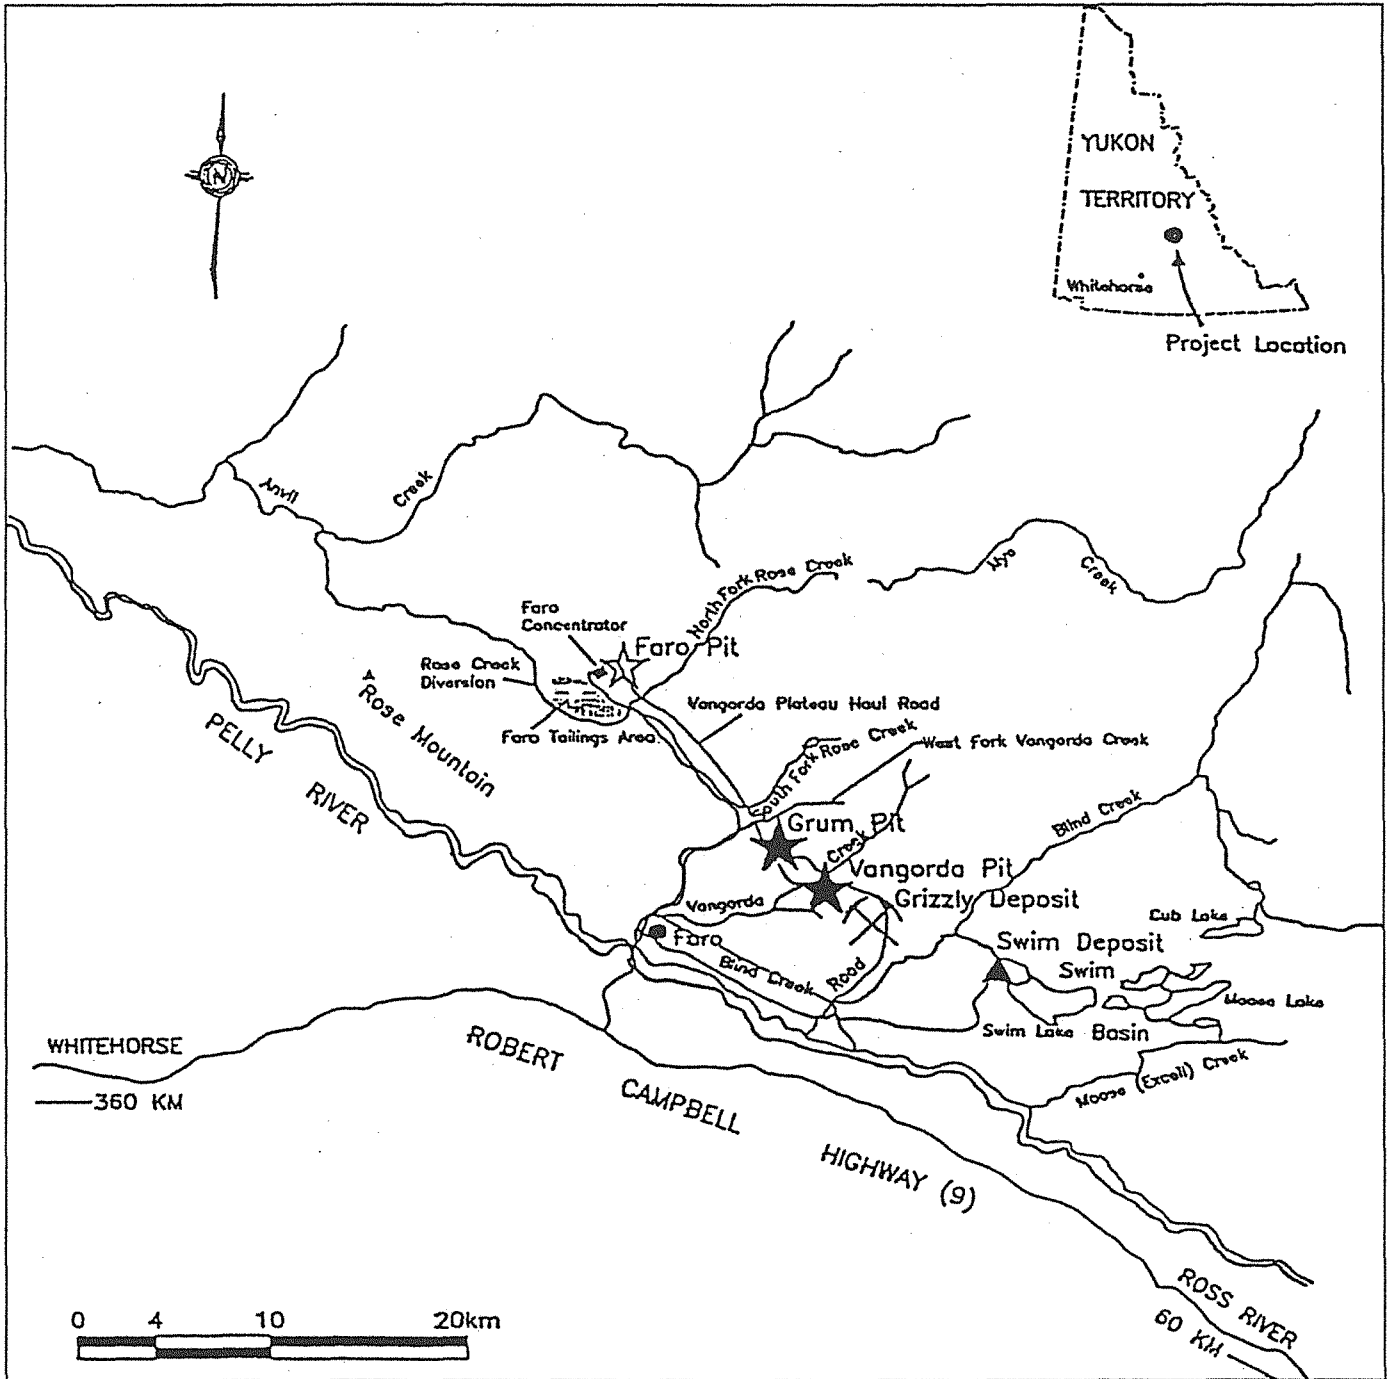 YUKON
TERRITORY
Whitehorse
Project Location
N
Anvil
Creek
Nye
Creek
North Fork Rose Creek
Faro
Concentrator
Faro Pit
Rose Creek
Diversion
Faro Tailings Area
Vangorda Plateau Haul Road
South Fork Rose Creek
West Fork Vangorda Creek
Rose Mountain
PELLY
RIVER
Grum Pit
Creek
Vangorda Pit
Vangorda
Grizzly Deposit
Blind Creek
Cub Lake
Faro
Swim Deposit
Swim
Moose Lake
Blind Creek
Road
Swim Lake Basin
Moose (Excell) Creek
WHITEHORSE
360 KM
ROBERT
CAMPBELL
HIGHWAY (9)
ROSS RIVER
60 KM
0 4 10 20km